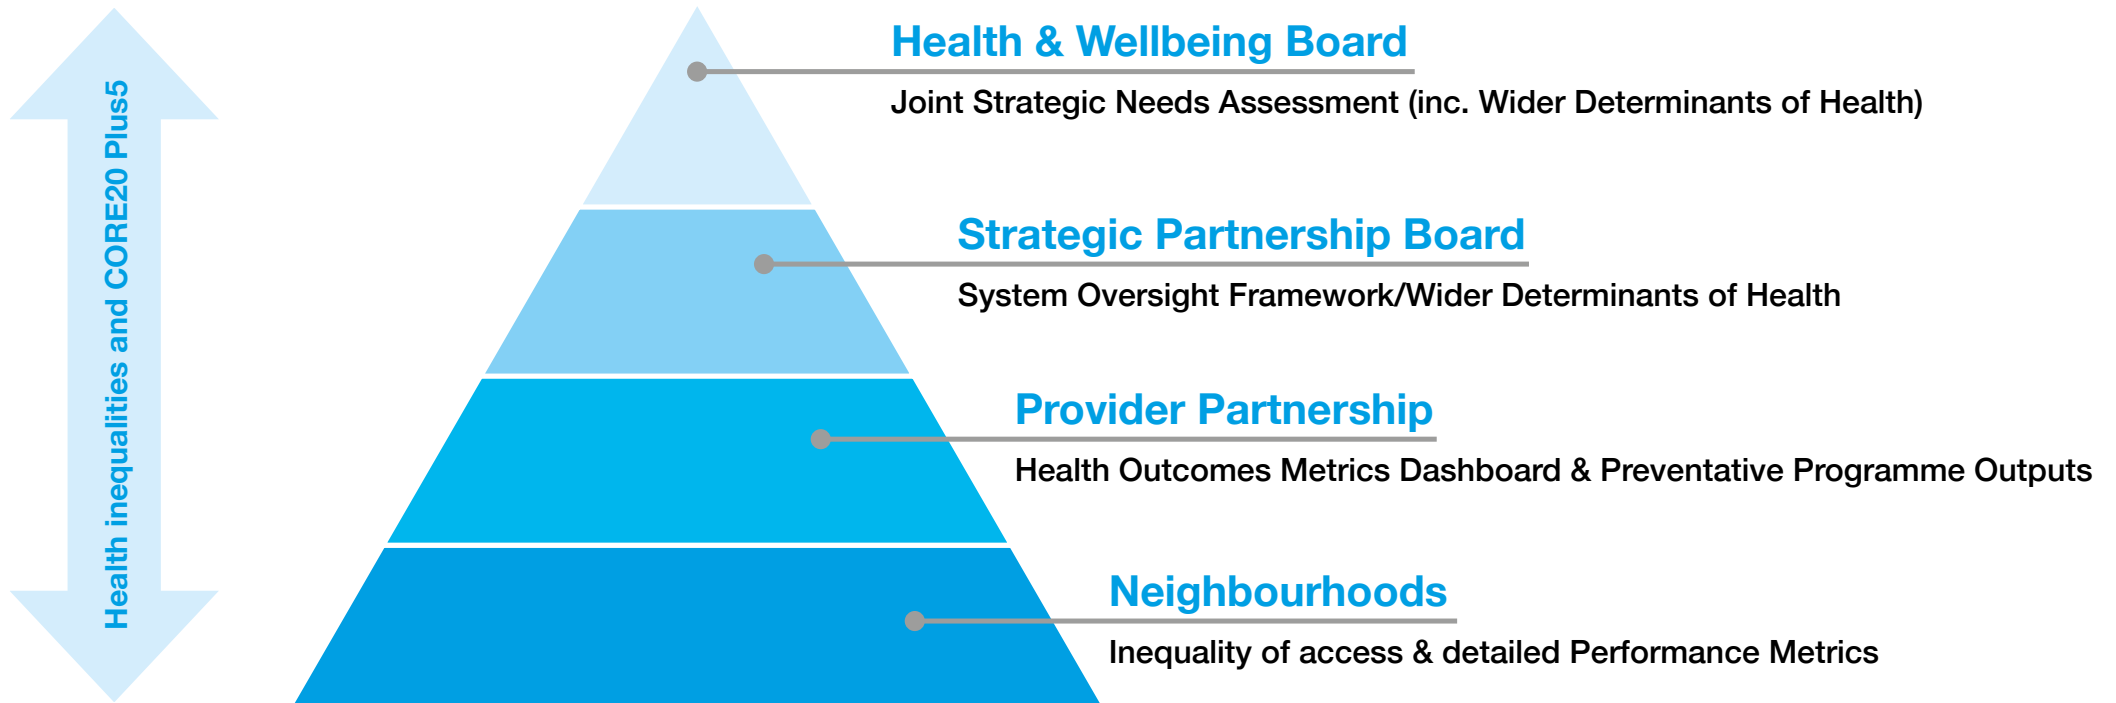 Health inequalities and CORE20 Plus5
Health & Wellbeing Board
Joint Strategic Needs Assessment (inc. Wider Determinants of Health)
Strategic Partnership Board
System Oversight Framework/Wider Determinants of Health
Provider Partnership
Health Outcomes Metrics Dashboard & Preventative Programme Outputs
Neighbourhoods
Inequality of access & detailed Performance Metrics